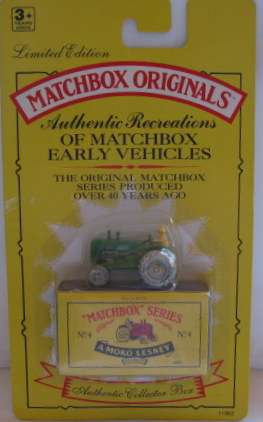 3+
Limited Edition
MATCHBOX ORIGINALS
Authentic Recreations
OF MATCHBOX
EARLY VEHICLES
THE ORIGINAL MATCHBOX
SERIES PRODUCED
OVER 40 YEARS AGO
"MATCHBOX" SERIES
No 4 No 4
A MOKO LESNEY
Authentic Collector Box